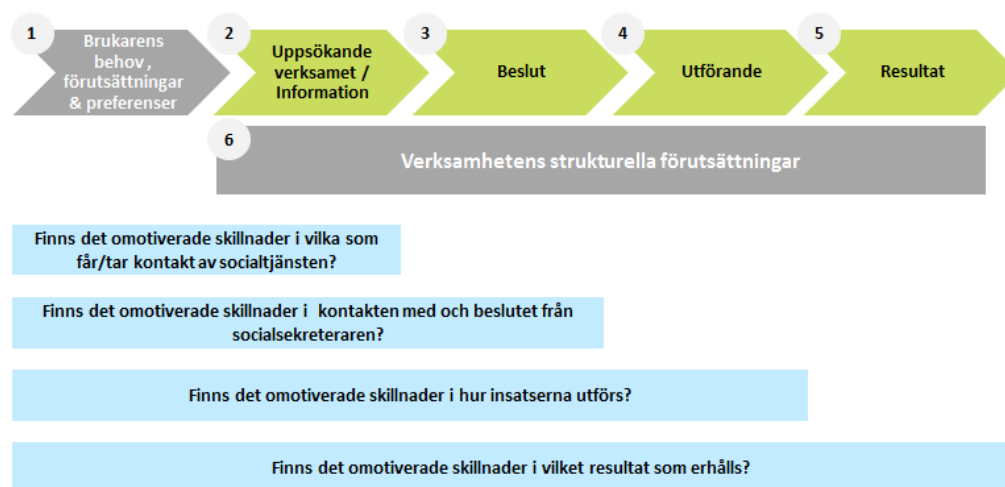 1
Brukarens
behov,
förutsättningar
& preferenser
2
Uppsökande
verksamet /
Information
3
Beslut
4
Utförande
5
Resultat
6
Verksamhetens strukturella förutsättningar
Finns det omotiverade skillnader i vilka som
får/tar kontakt av socialtjänsten?
Finns det omotiverade skillnader i kontakten med och beslutet från
socialsekreteraren?
Finns det omotiverade skillnader i hur insatserna utförs?
Finns det omotiverade skillnader i vilket resultat som erhålls?